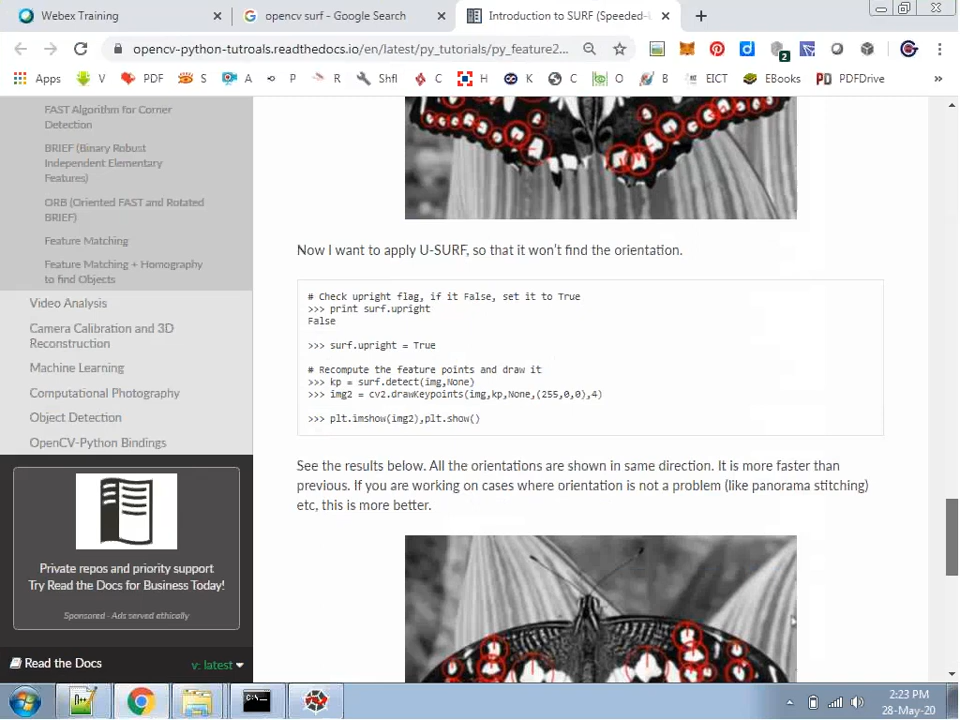 Webex Training
opencv surf - Google Search
Introduction to SURF (Speeded-
opencv-python-tutroals.readthedocs.io/en/latest/py_tutorials/py_feature2...
Apps
V
PDF
S
A
P
R
Shfl
C
H
K
C
O
B
EICT
EBooks
PD PDFDrive
»
FAST Algorithm for Corner
Detection
BRIEF (Binary Robust
Independent Elementary
Features)
ORB (Oriented FAST and Rotated
BRIEF)
Feature Matching
Feature Matching + Homography
to find Objects
Video Analysis
Camera Calibration and 3D
Reconstruction
Machine Learning
Computational Photography
Object Detection
OpenCV-Python Bindings
Private repos and priority support
Try Read the Docs for Business Today!
Sponsored · Ads served ethically
Read the Docs
v: latest
Now I want to apply U-SURF, so that it won't find the orientation.
# Check upright flag, if it False, set it to True
>>> print surf.upright
False
>>> surf.upright = True
# Recompute the feature points and draw it
>>> kp = surf.detect(img,None)
>>> img2 = cv2.drawKeypoints(img,kp,None,(255,0,0),4)
>>> plt.imshow(img2),plt.show()
See the results below. All the orientations are shown in same direction. It is more faster than
previous. If you are working on cases where orientation is not a problem (like panorama stitching)
etc, this is more better.
2:23 PM
28-May-20